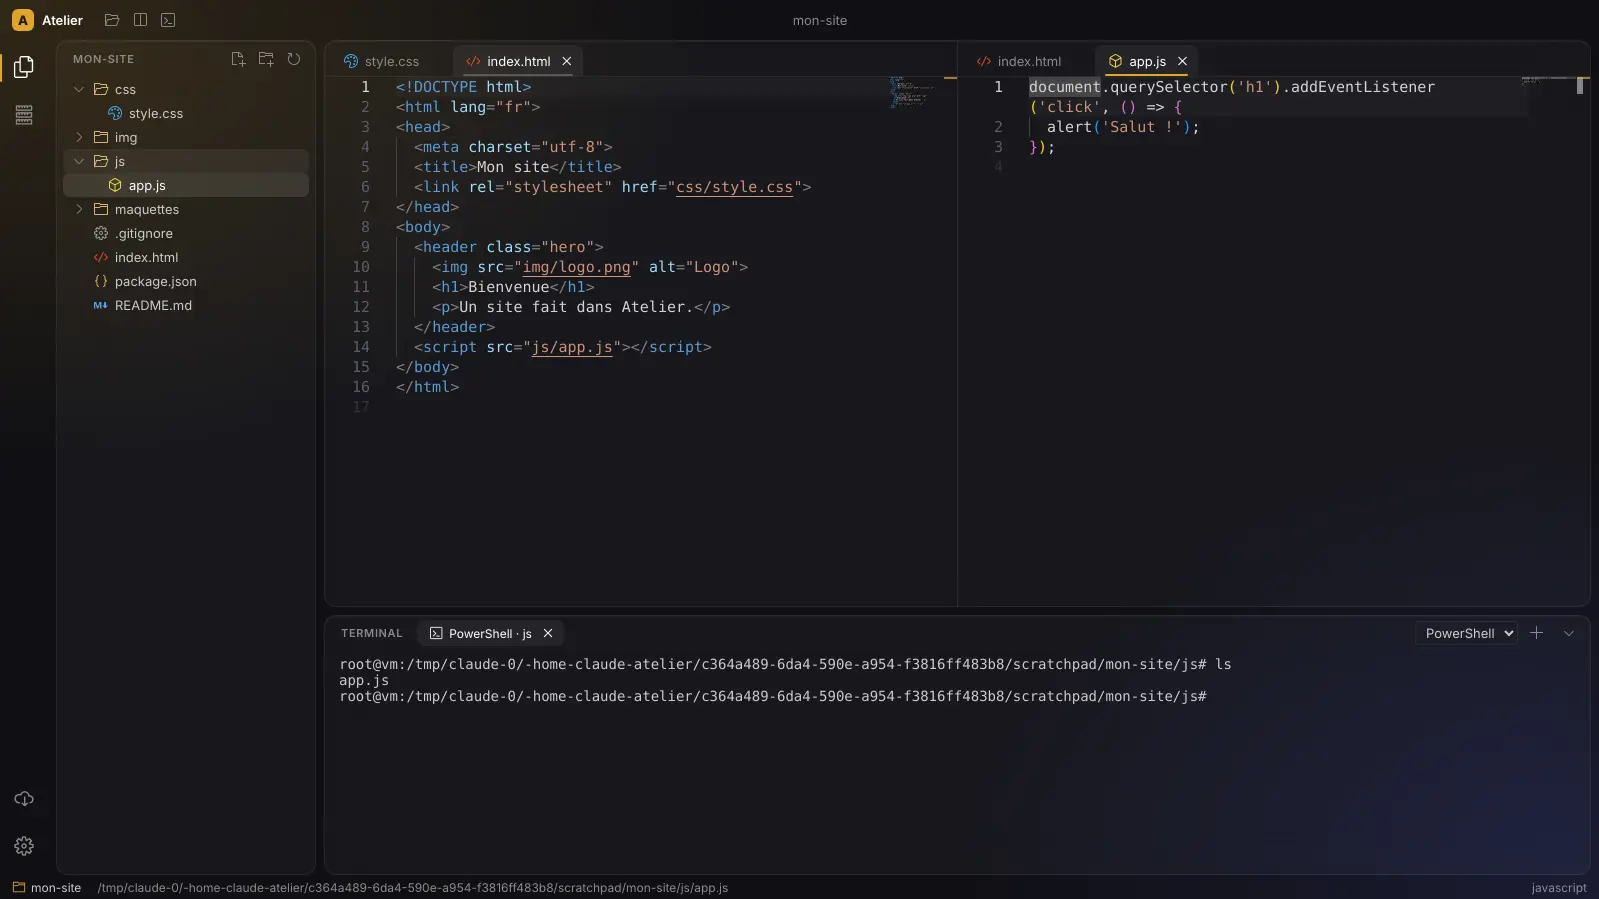 A Atelier
mon-site
MON-SITE
css
style.css
img
js
app.js
maquettes
.gitignore
index.html
{} package.json
M↓ README.md
style.css
index.html
1 <!DOCTYPE html>
2 <html lang="fr">
3 <head>
4 <meta charset="utf-8">
5 <title>Mon site</title>
6 <link rel="stylesheet" href="css/style.css">
7 </head>
8 <body>
9 <header class="hero">
10 <img src="img/logo.png" alt="Logo">
11 <h1>Bienvenue</h1>
12 <p>Un site fait dans Atelier.</p>
13 </header>
14 <script src="js/app.js"></script>
15 </body>
16 </html>
17
index.html
app.js
1 document.querySelector('h1').addEventListener
('click', () => {
2 alert('Salut !');
3 });
4
TERMINAL
PowerShell · js
PowerShell
root@vm:/tmp/claude-0/-home-claude-atelier/c364a489-6da4-590e-a954-f3816ff483b8/scratchpad/mon-site/js# ls
app.js
root@vm:/tmp/claude-0/-home-claude-atelier/c364a489-6da4-590e-a954-f3816ff483b8/scratchpad/mon-site/js#
mon-site
/tmp/claude-0/-home-claude-atelier/c364a489-6da4-590e-a954-f3816ff483b8/scratchpad/mon-site/js/app.js
javascript